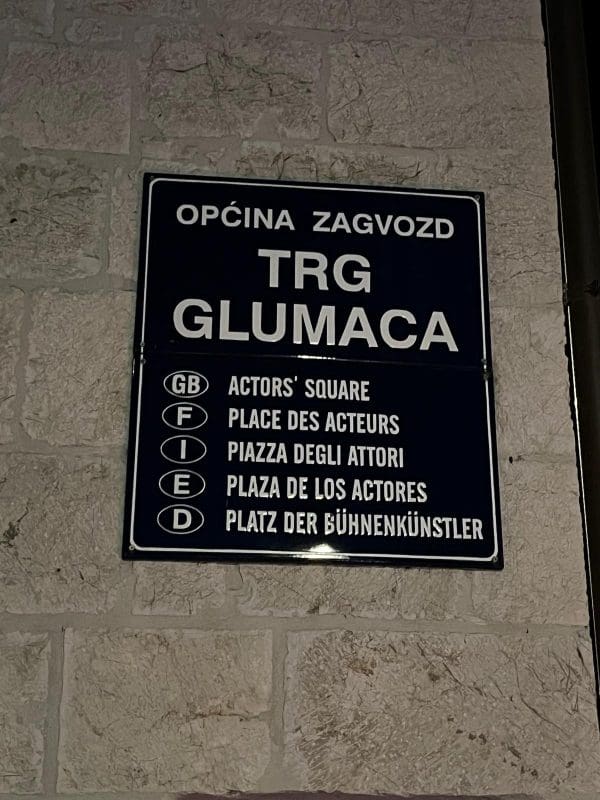 OPĆINA ZAGVOZD
TRG
GLUMACA
GB ACTORS' SQUARE
F PLACE DES ACTEURS
I PIAZZA DEGLI ATTORI
E PLAZA DE LOS ACTORES
D PLATZ DER BÜHNENKÜNSTLER